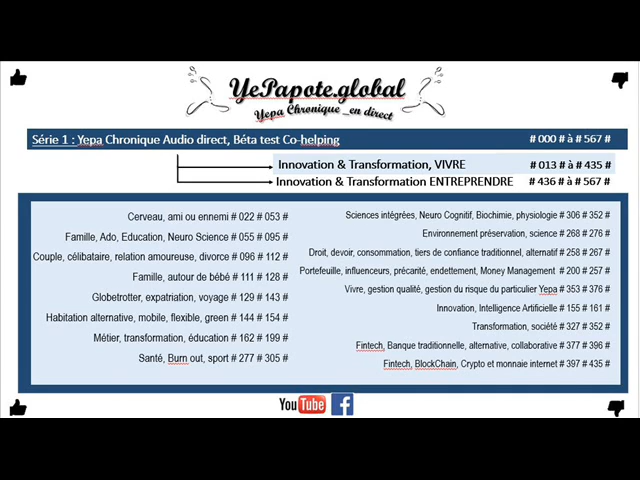 YePapote.global
Yepa Chronique _en direct
Série 1 : Yepa Chronique Audio direct, Béta test Co-helping # 000 # à # 567 #
Innovation & Transformation, VIVRE # 013 # à # 435 #
Innovation & Transformation ENTREPRENDRE # 436 # à # 567 #
Cerveau, ami ou ennemi # 022 # 053 #
Famille, Ado, Education, Neuro Science # 055 # 095 #
Couple, célibataire, relation amoureuse, divorce # 096 # 112 #
Famille, autour de bébé # 111 # 128 #
Globetrotter, expatriation, voyage # 129 # 143 #
Habitation alternative, mobile, flexible, green # 144 # 154 #
Métier, transformation, éducation # 162 # 199 #
Santé, Burn out, sport # 277 # 305 #
Sciences intégrées, Neuro Cognitif, Biochimie, physiologie # 306 # 352 #
Environnement préservation, science # 268 # 276 #
Droit, devoir, consommation, tiers de confiance traditionnel, alternatif # 258 # 267 #
Portefeuille, influenceurs, précarité, endettement, Money Management # 200 # 257 #
Vivre, gestion qualité, gestion du risque du particulier Yepa # 353 # 376 #
Innovation, Intelligence Artificielle # 155 # 161 #
Transformation, société # 327 # 352 #
Fintech, Banque traditionnelle, alternative, collaborative # 377 # 396 #
Fintech, BlockChain, Crypto et monnaie internet # 397 # 435 #
YouTube f